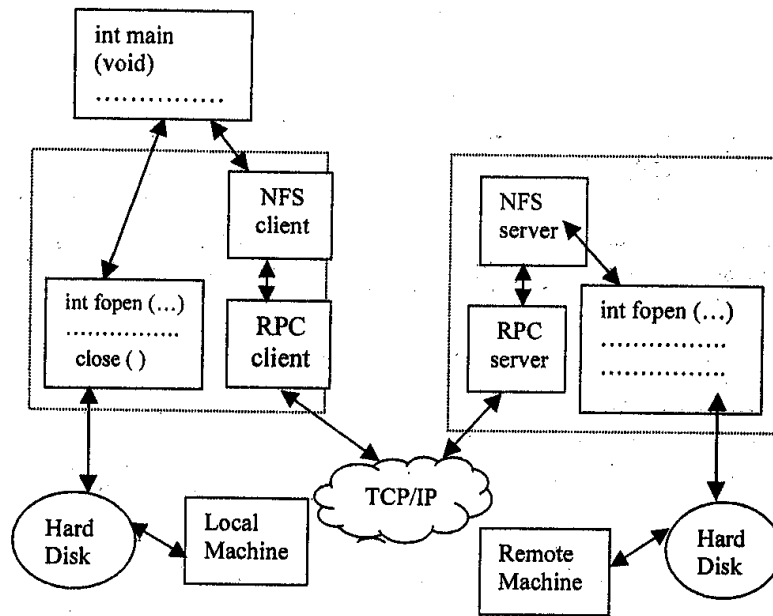 int main
(void)
...............
NFS
client
int fopen (...)
................
close ( )
RPC
client
NFS
server
RPC
server
int fopen (...)
................
................
TCP/IP
Hard
Disk
Local
Machine
Remote
Machine
Hard
Disk